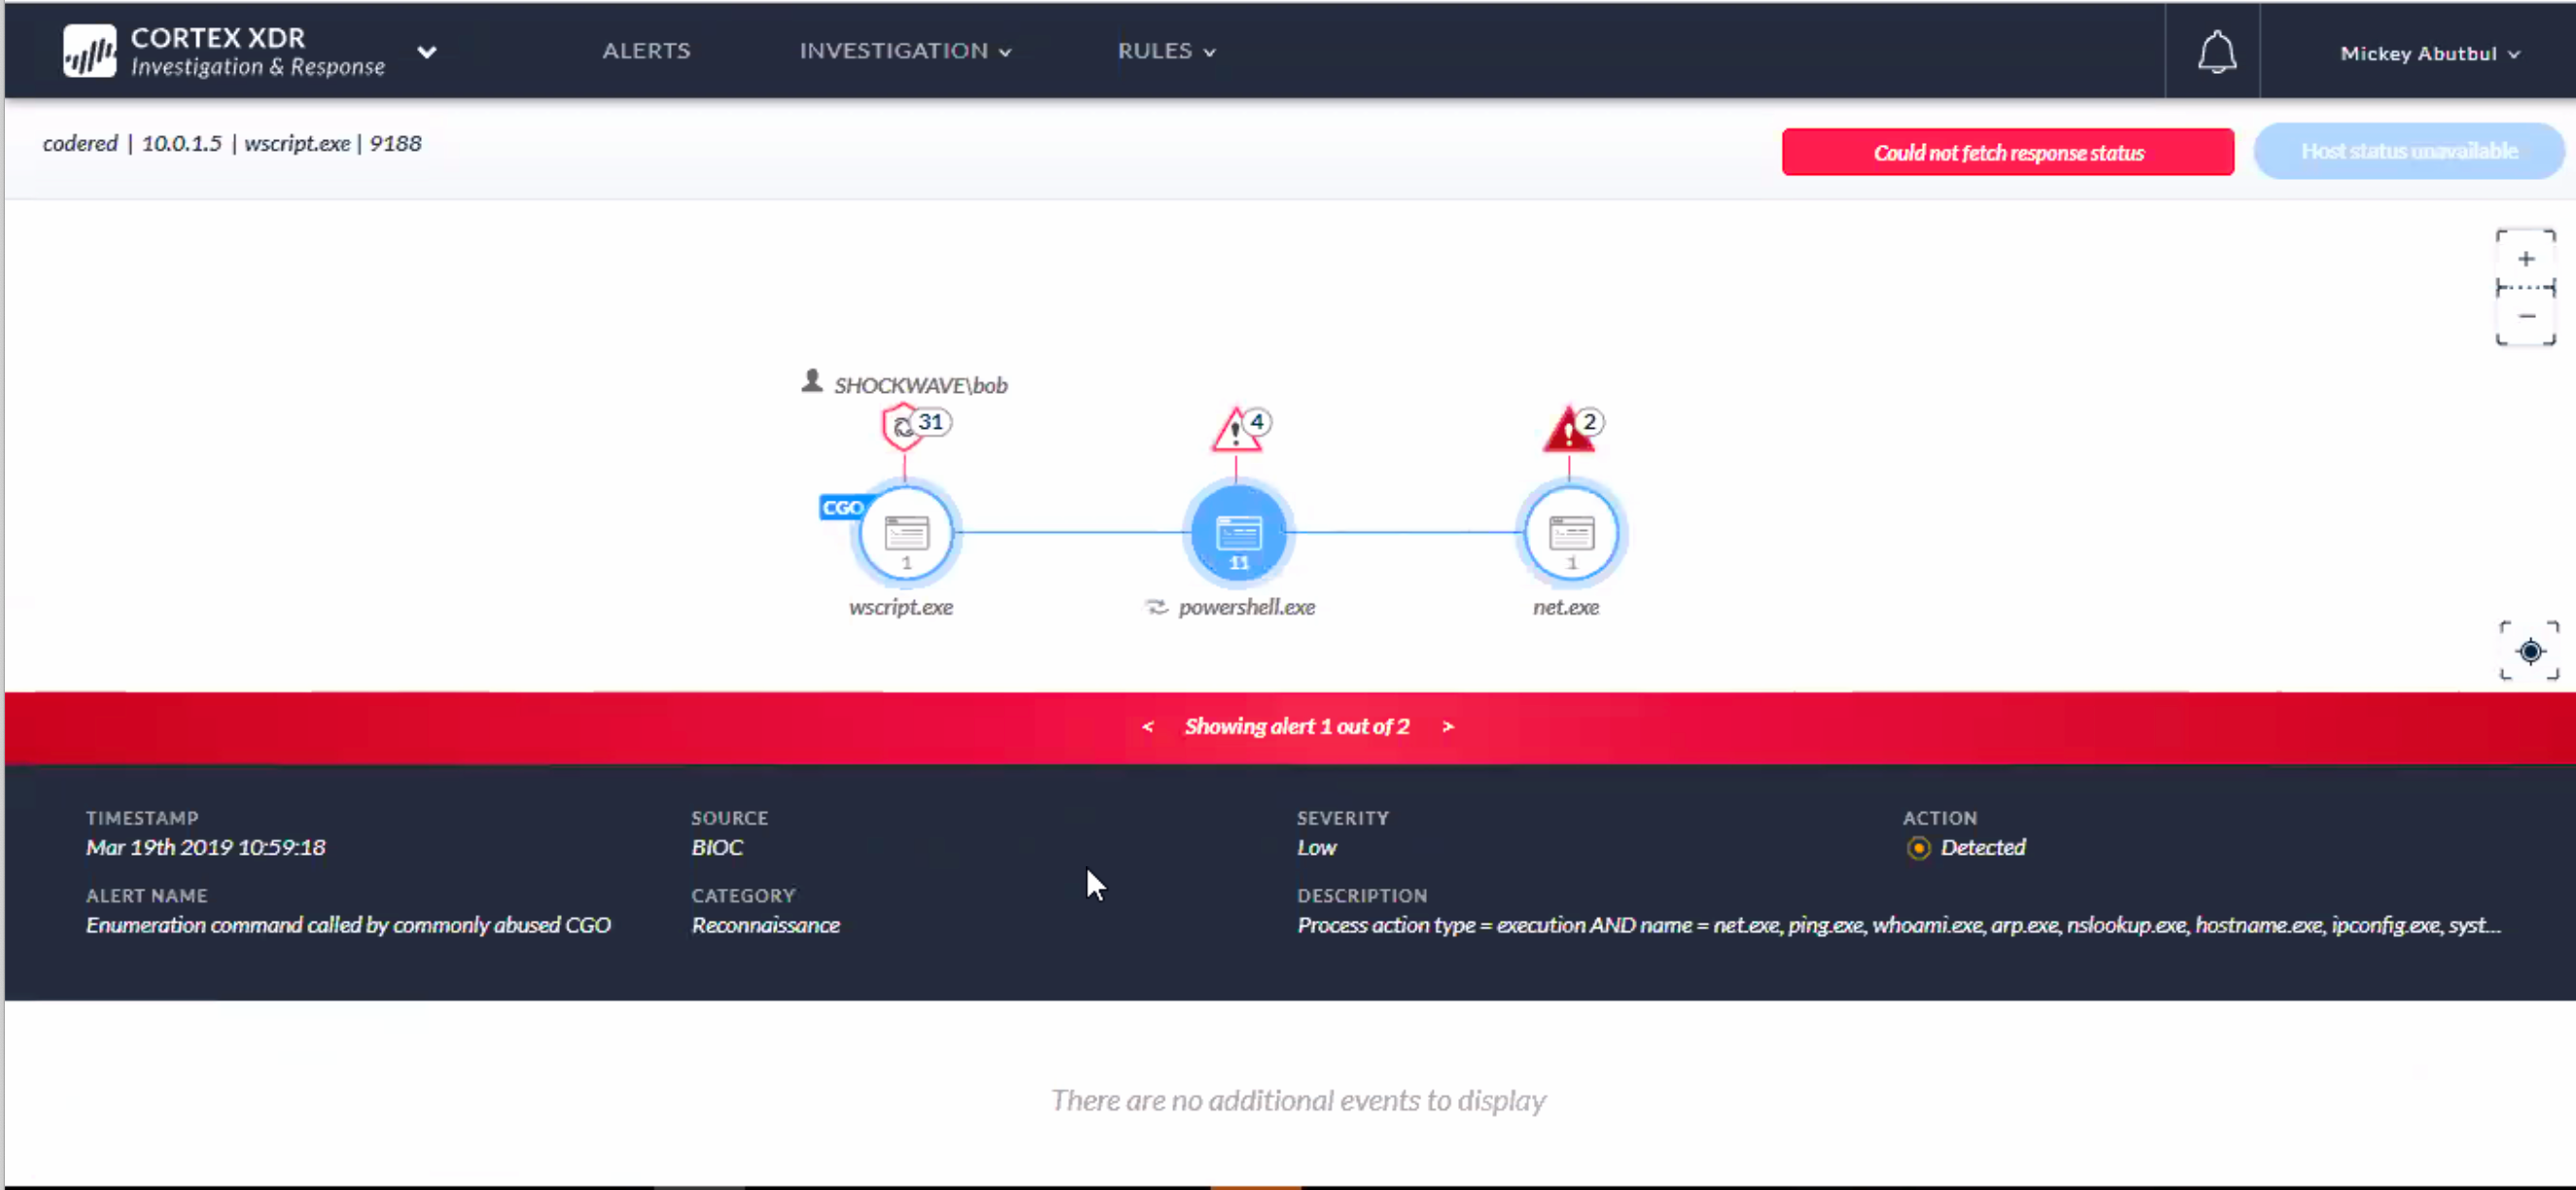 CORTEX XDR
Investigation & Response
ALERTS
INVESTIGATION
RULES
Mickey Abutbul
codered | 10.0.1.5 | wscript.exe | 9188
Could not fetch response status
Host status unavailable
+
−
SHOCKWAVE\bob
31
4
2
CGO
1
11
1
wscript.exe
powershell.exe
net.exe
< Showing alert 1 out of 2 >
TIMESTAMP
Mar 19th 2019 10:59:18
SOURCE
BIOC
SEVERITY
Low
ACTION
Detected
ALERT NAME
Enumeration command called by commonly abused CGO
CATEGORY
Reconnaissance
DESCRIPTION
Process action type = execution AND name = net.exe, ping.exe, whoami.exe, arp.exe, nslookup.exe, hostname.exe, ipconfig.exe, syst...
There are no additional events to display